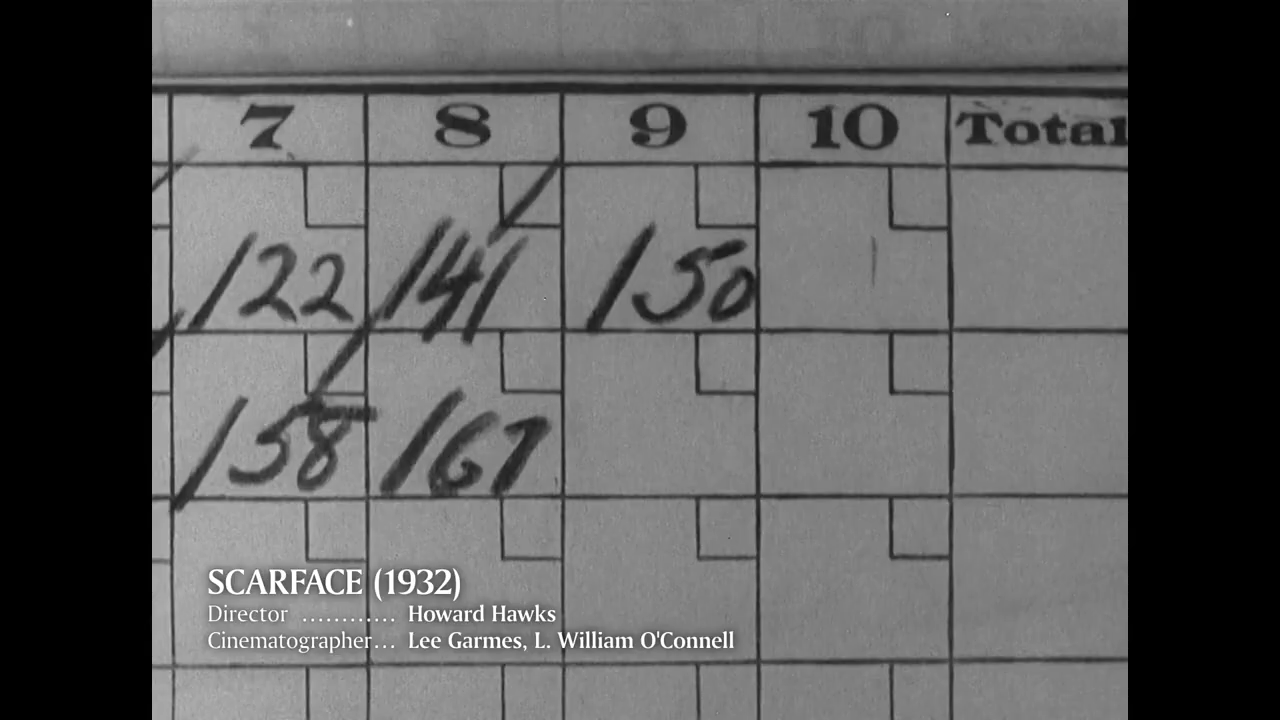 7 8 9 10 Total
122 141 150
158 167
SCARFACE (1932)
Director ............ Howard Hawks
Cinematographer... Lee Garmes, L. William O'Connell